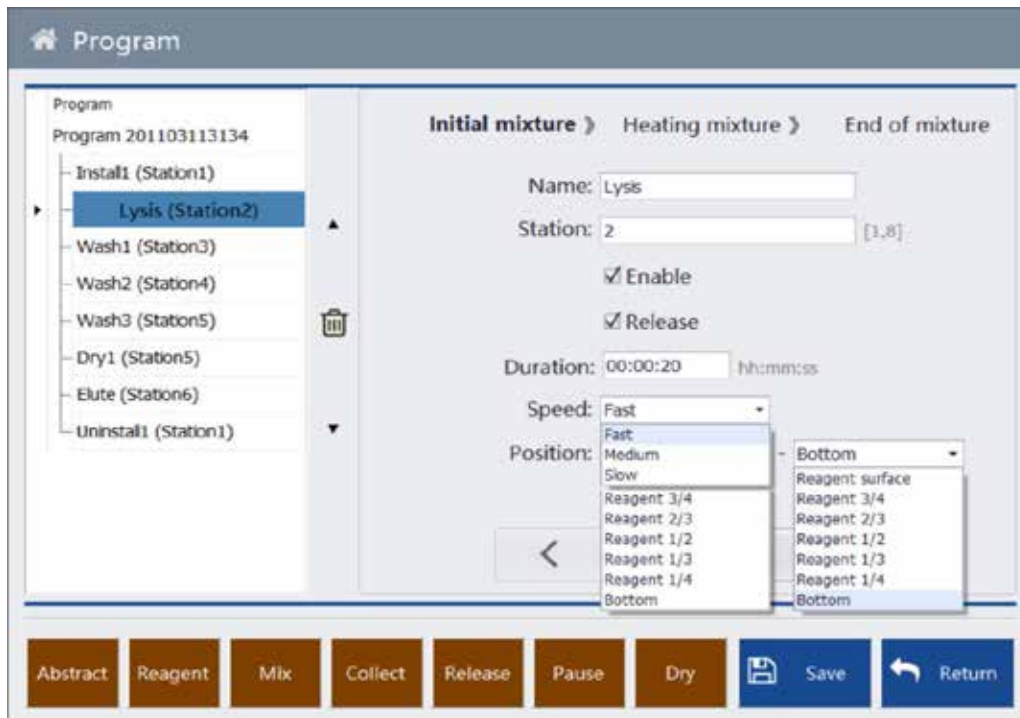 Program
Program
Program 201103113134
Install1 (Station1)
Lysis (Station2)
Wash1 (Station3)
Wash2 (Station4)
Wash3 (Station5)
Dry1 (Station5)
Elute (Station6)
Uninstall1 (Station1)
Initial mixture 》 Heating mixture 》 End of mixture
Name: Lysis
Station: 2 [1,8]
Enable
Release
Duration: 00:00:20 hh:mm:ss
Speed: Fast
Fast
Medium
Slow
Position: - Bottom
Reagent 3/4
Reagent 2/3
Reagent 1/2
Reagent 1/3
Reagent 1/4
Bottom
Reagent surface
Reagent 3/4
Reagent 2/3
Reagent 1/2
Reagent 1/3
Reagent 1/4
Bottom
Abstract Reagent Mix Collect Release Pause Dry Save Return